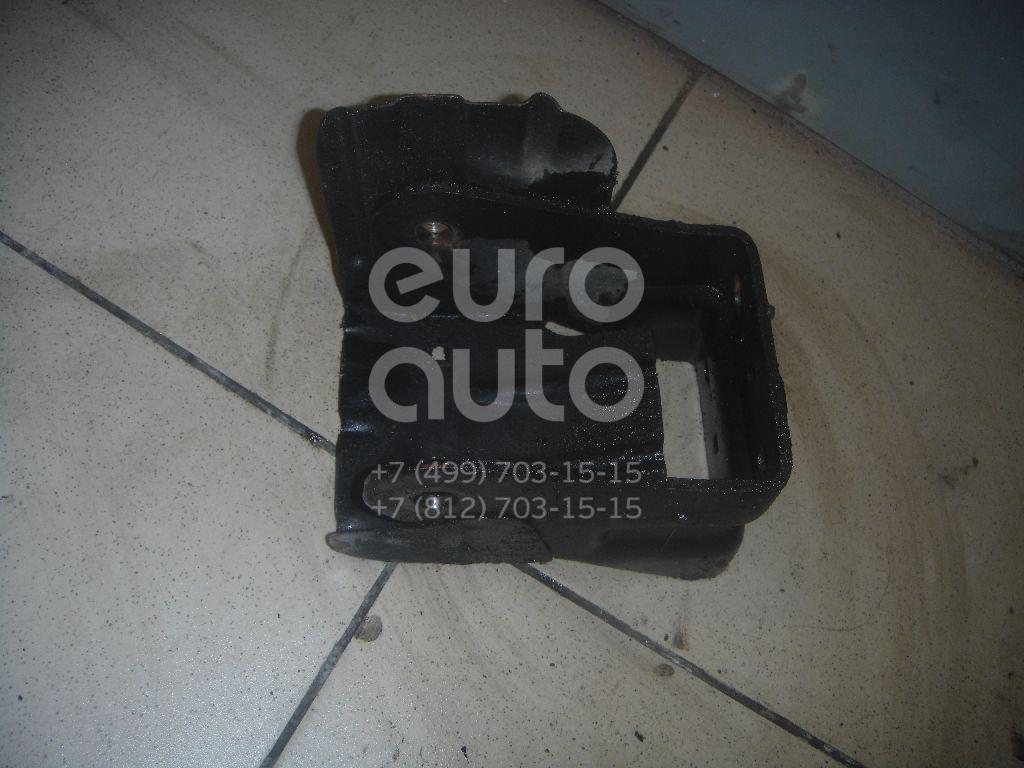 euro
auto
+7 (499) 703-15-15
+7 (812) 703-15-15